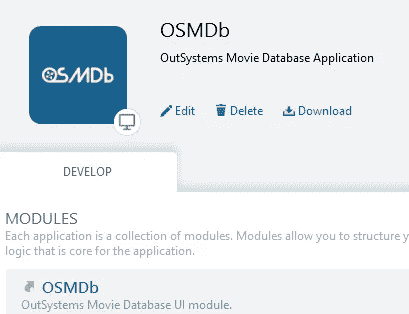 OSMDb
OSMDb
OutSystems Movie Database Application
Edit Delete Download
DEVELOP
MODULES
Each application is a collection of modules. Modules allow you to structure y
logic that is core for the application.
OSMDb
OutSystems Movie Database UI module.